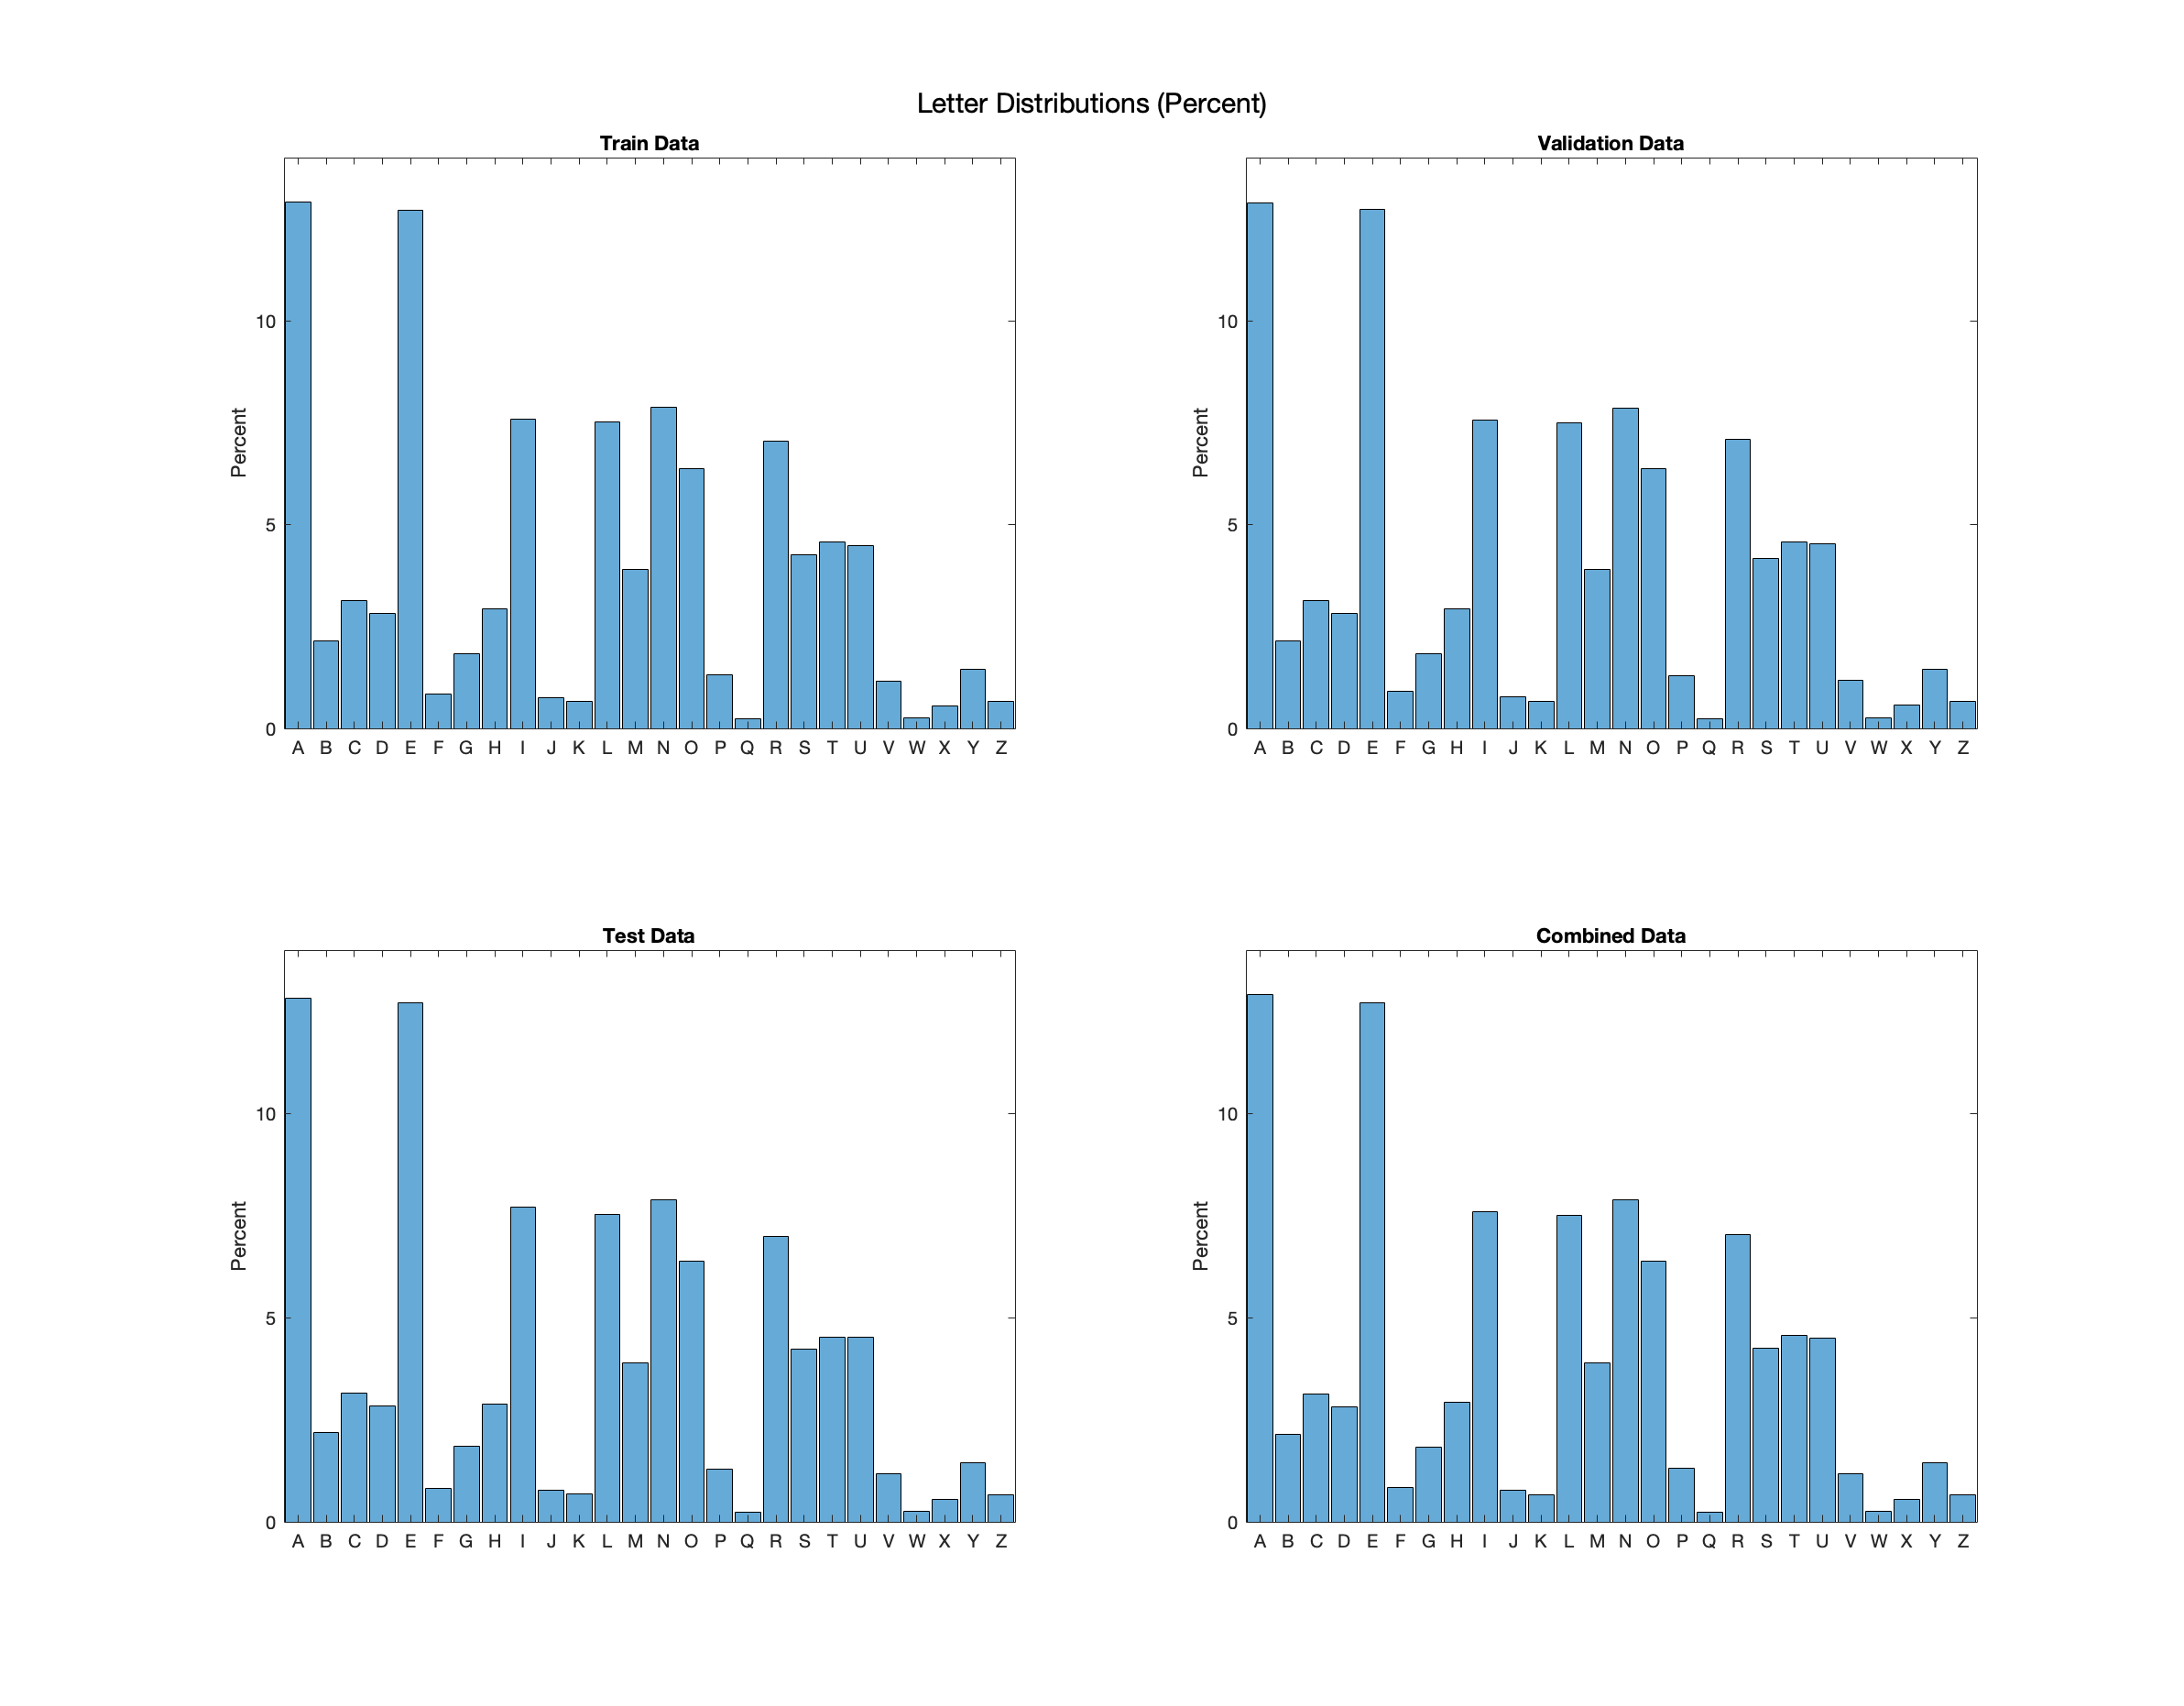 Letter Distributions (Percent)
Train Data
Percent
10
5
0
A B C D E F G H I J K L M N O P Q R S T U V W X Y Z
Validation Data
Percent
10
5
0
A B C D E F G H I J K L M N O P Q R S T U V W X Y Z
Test Data
Percent
10
5
0
A B C D E F G H I J K L M N O P Q R S T U V W X Y Z
Combined Data
Percent
10
5
0
A B C D E F G H I J K L M N O P Q R S T U V W X Y Z